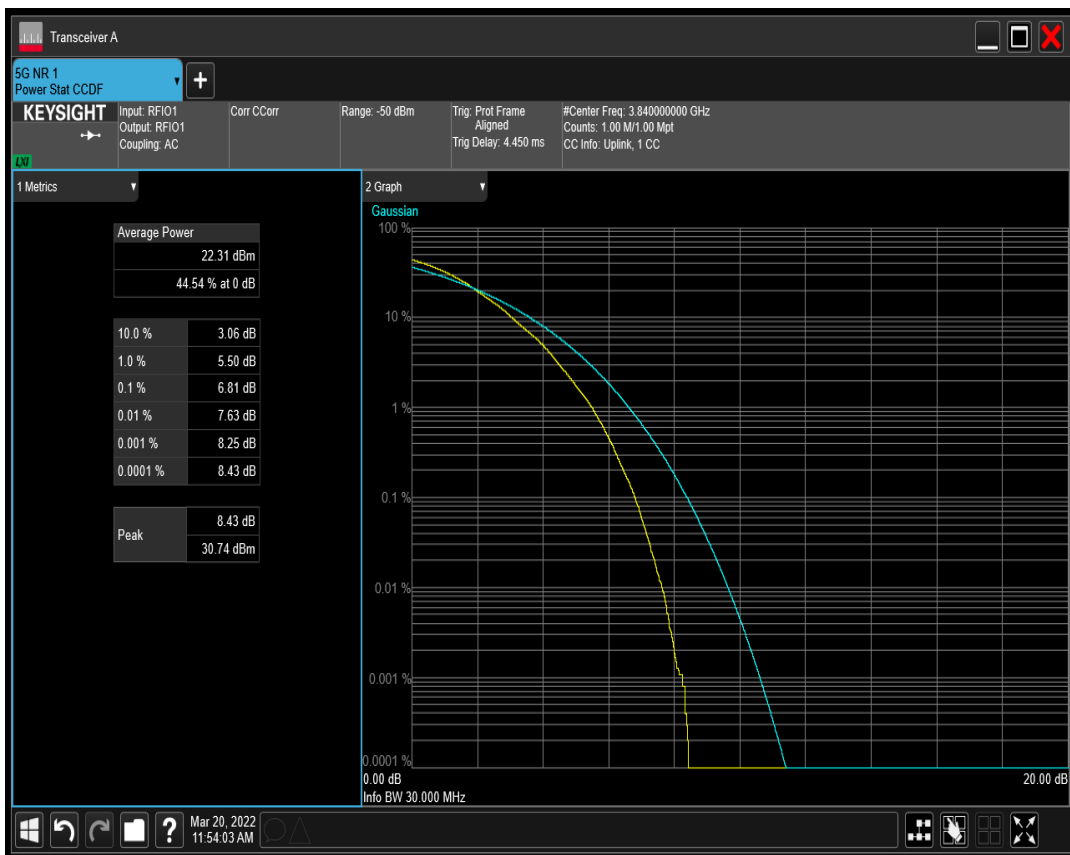 Transceiver A
5G NR 1
Power Stat CCDF
KEYSIGHT
LXI
Input: RFIO1
Output: RFIO1
Coupling: AC
Corr CCorr
Range: -50 dBm
Trig: Prot Frame
Aligned
Trig Delay: 4.450 ms
#Center Freq: 3.840000000 GHz
Counts: 1.00 M/1.00 Mpt
CC Info: Uplink, 1 CC
1 Metrics
Average Power
22.31 dBm
44.54 % at 0 dB
10.0 % 3.06 dB
1.0 % 5.50 dB
0.1 % 6.81 dB
0.01 % 7.63 dB
0.001 % 8.25 dB
0.0001 % 8.43 dB
Peak
8.43 dB
30.74 dBm
2 Graph
Gaussian
100 %
10 %
1 %
0.1 %
0.01 %
0.001 %
0.0001 %
0.00 dB 20.00 dB
Info BW 30.000 MHz
Mar 20, 2022
11:54:03 AM